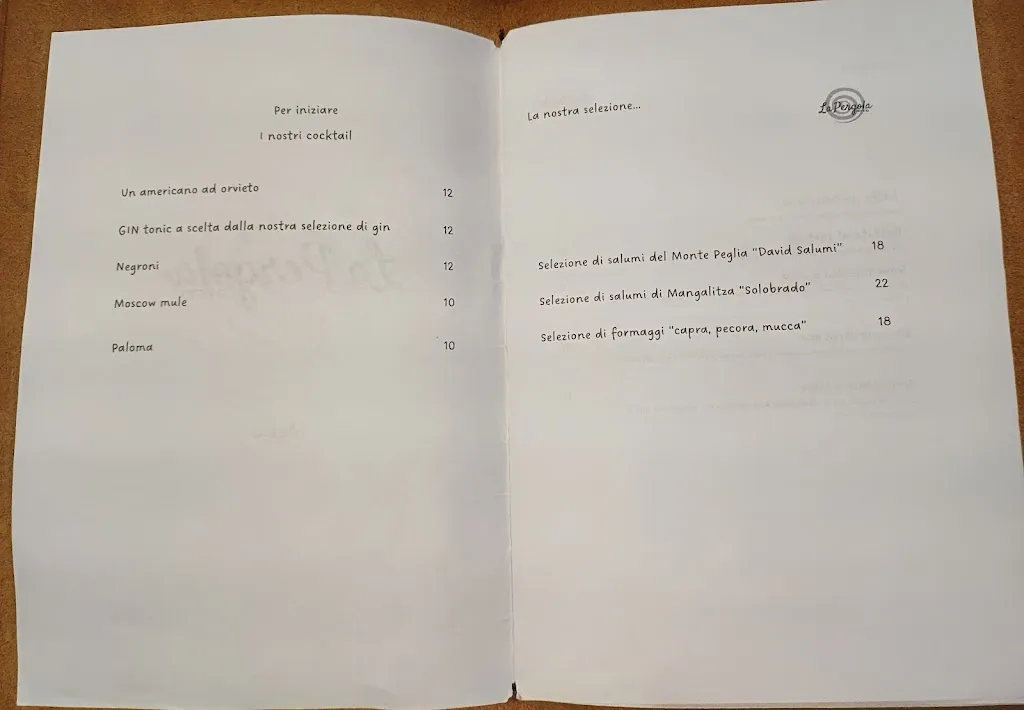 Per iniziare
I nostri cocktail
Un americano ad orvieto 12
GIN tonic a scelta dalla nostra selezione di gin 12
Negroni 12
Moscow mule 10
Paloma 10
La nostra selezione...
La Pergola
Selezione di salumi del Monte Peglia "David Salumi" 18
Selezione di salumi di Mangalitza "Solobrado" 22
Selezione di formaggi "capra, pecora, mucca" 18